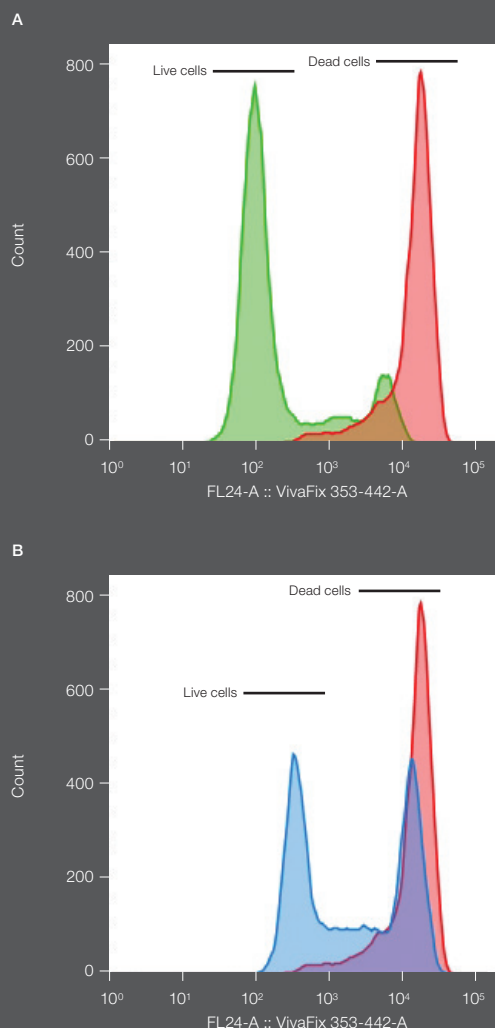 A
Live cells
Dead cells
800
600
400
200
0
Count
10⁰ 10¹ 10² 10³ 10⁴ 10⁵
FL24-A :: VivaFix 353-442-A
B
Dead cells
Live cells
800
600
400
200
0
Count
10⁰ 10¹ 10² 10³ 10⁴ 10⁵
FL24-A :: VivaFix 353-442-A